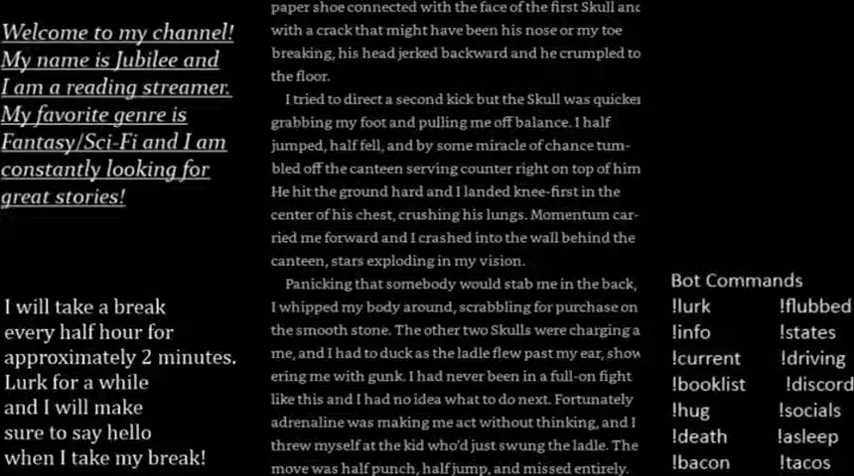 Welcome to my channel!
My name is Jubilee and
I am a reading streamer.
My favorite genre is
Fantasy/Sci-Fi and I am
constantly looking for
great stories!
I will take a break
every half hour for
approximately 2 minutes.
Lurk for a while
and I will make
sure to say hello
when I take my break!
paper shoe connected with the face of the first Skull and
with a crack that might have been his nose or my toe
breaking, his head jerked backward and he crumpled to
the floor.
I tried to direct a second kick but the Skull was quicker
grabbing my foot and pulling me off balance. I half
jumped, half fell, and by some miracle of chance tum-
bled off the canteen serving counter right on top of him
He hit the ground hard and I landed knee-first in the
center of his chest, crushing his lungs. Momentum car-
ried me forward and I crashed into the wall behind the
canteen, stars exploding in my vision.
Panicking that somebody would stab me in the back,
I whipped my body around, scrabbling for purchase on
the smooth stone. The other two Skulls were charging a
me, and I had to duck as the ladle flew past my ear, show
ering me with gunk. I had never been in a full-on fight
like this and I had no idea what to do next. Fortunately
adrenaline was making me act without thinking, and I
threw myself at the kid who'd just swung the ladle. The
move was half punch, half jump, and missed entirely.
Bot Commands
!lurk !flubbed
!info !states
!current !driving
!booklist !discord
!hug !socials
!death !asleep
!bacon !tacos